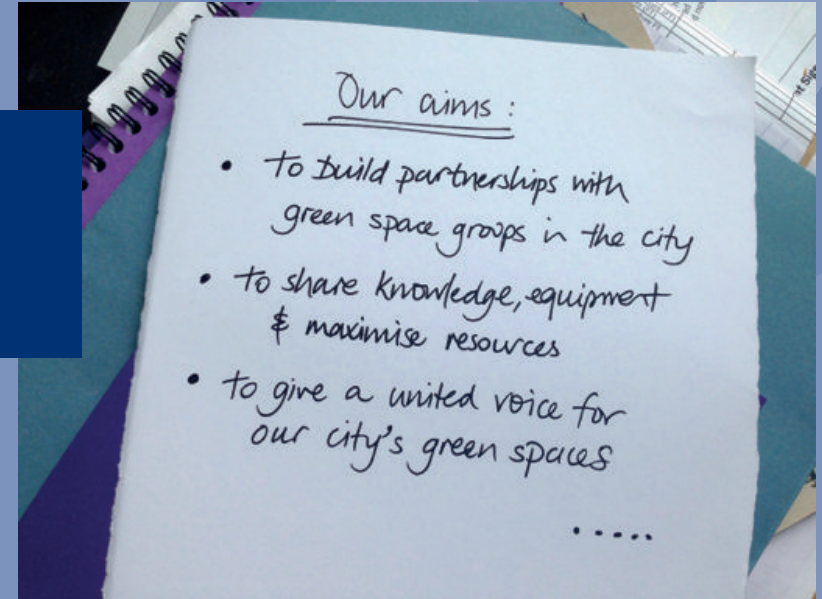 Our aims :
• to build partnerships with
green space groups in the city
• to share knowledge, equipment
& maximise resources
• to give a united voice for
our city's green spaces
.....